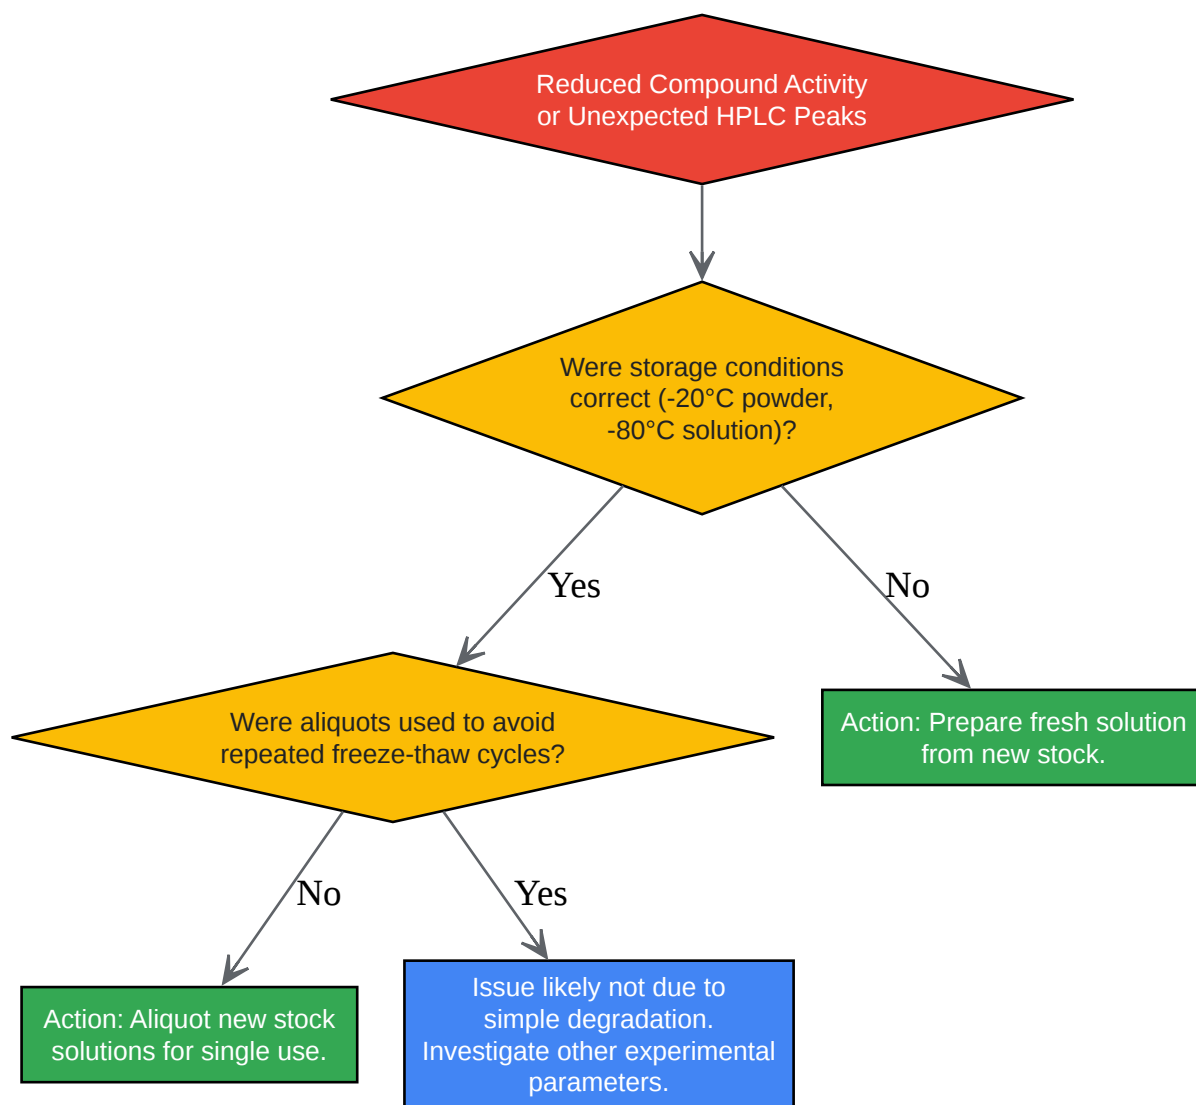 Reduced Compound Activity
or Unexpected HPLC Peaks
Were storage conditions
correct (-20°C powder,
-80°C solution)?
Yes
No
Were aliquots used to avoid
repeated freeze-thaw cycles?
Action: Prepare fresh solution
from new stock.
No
Yes
Action: Aliquot new stock
solutions for single use.
Issue likely not due to
simple degradation.
Investigate other experimental
parameters.